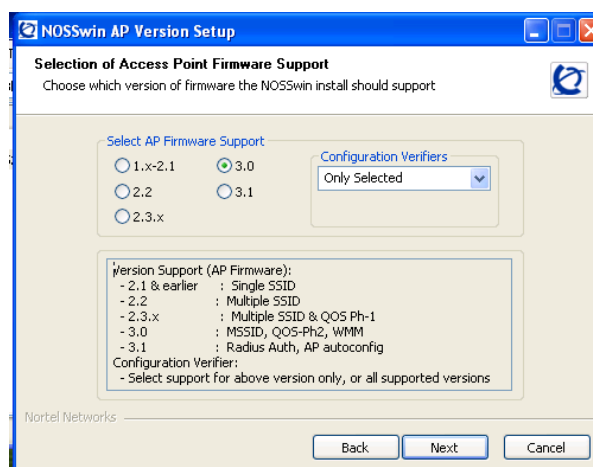 NOSSwin AP Version Setup
Selection of Access Point Firmware Support
Choose which version of firmware the NOSSwin install should support
Select AP Firmware Support
1.x-2.1
3.0
2.2
3.1
2.3.x
Configuration Verifiers
Only Selected
Version Support (AP Firmware):
- 2.1 & earlier : Single SSID
- 2.2 : Multiple SSID
- 2.3.x : Multiple SSID & QOS Ph-1
- 3.0 : MSSID, QOS-Ph2, WMM
- 3.1 : Radius Auth, AP autoconfig
Configuration Verifier:
- Select support for above version only, or all supported versions
Nortel Networks
Back Next Cancel